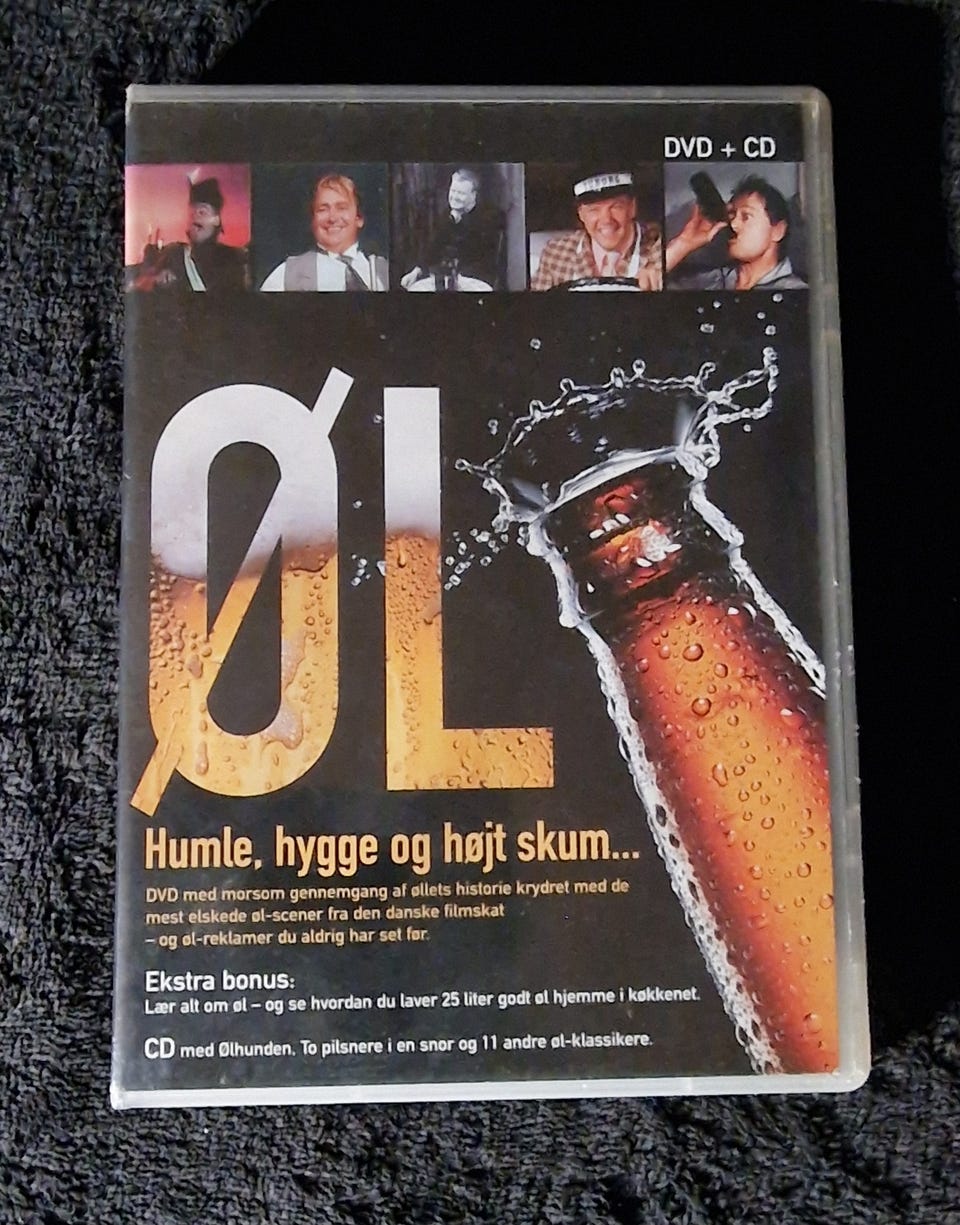 DVD + CD
ØL
Humle, hygge og højt skum...
DVD med morsom gennemgang af øllets historie krydret med de
mest elskede øl-scener fra den danske filmskat
– og øl-reklamer du aldrig har set før.
Ekstra bonus:
Lær alt om øl – og se hvordan du laver 25 liter godt øl hjemme i køkkenet.
CD med Ølhunden, To pilsnere i en snor og 11 andre øl-klassikere.